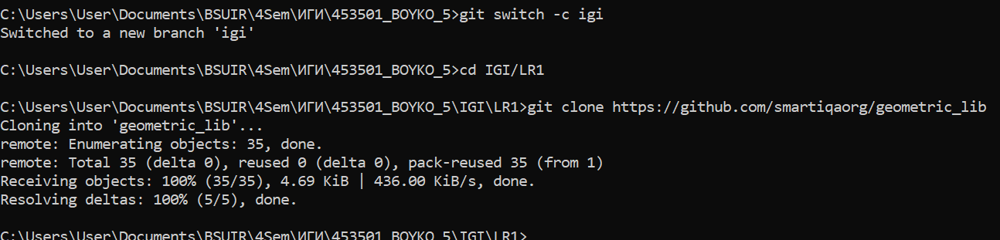 C:\Users\User\Documents\BSUIR\4Sem\ИГИ\453501_BOYKO_5>git switch -c igi
Switched to a new branch 'igi'
C:\Users\User\Documents\BSUIR\4Sem\ИГИ\453501_BOYKO_5>cd IGI/LR1
C:\Users\User\Documents\BSUIR\4Sem\ИГИ\453501_BOYKO_5\IGI\LR1>git clone https://github.com/smartiqaorg/geometric_lib
Cloning into 'geometric_lib'...
remote: Enumerating objects: 35, done.
remote: Total 35 (delta 0), reused 0 (delta 0), pack-reused 35 (from 1)
Receiving objects: 100% (35/35), 4.69 KiB | 436.00 KiB/s, done.
Resolving deltas: 100% (5/5), done.
C:\Users\User\Documents\BSUIR\4Sem\ИГИ\453501_BOYKO_5\IGI\LR1>